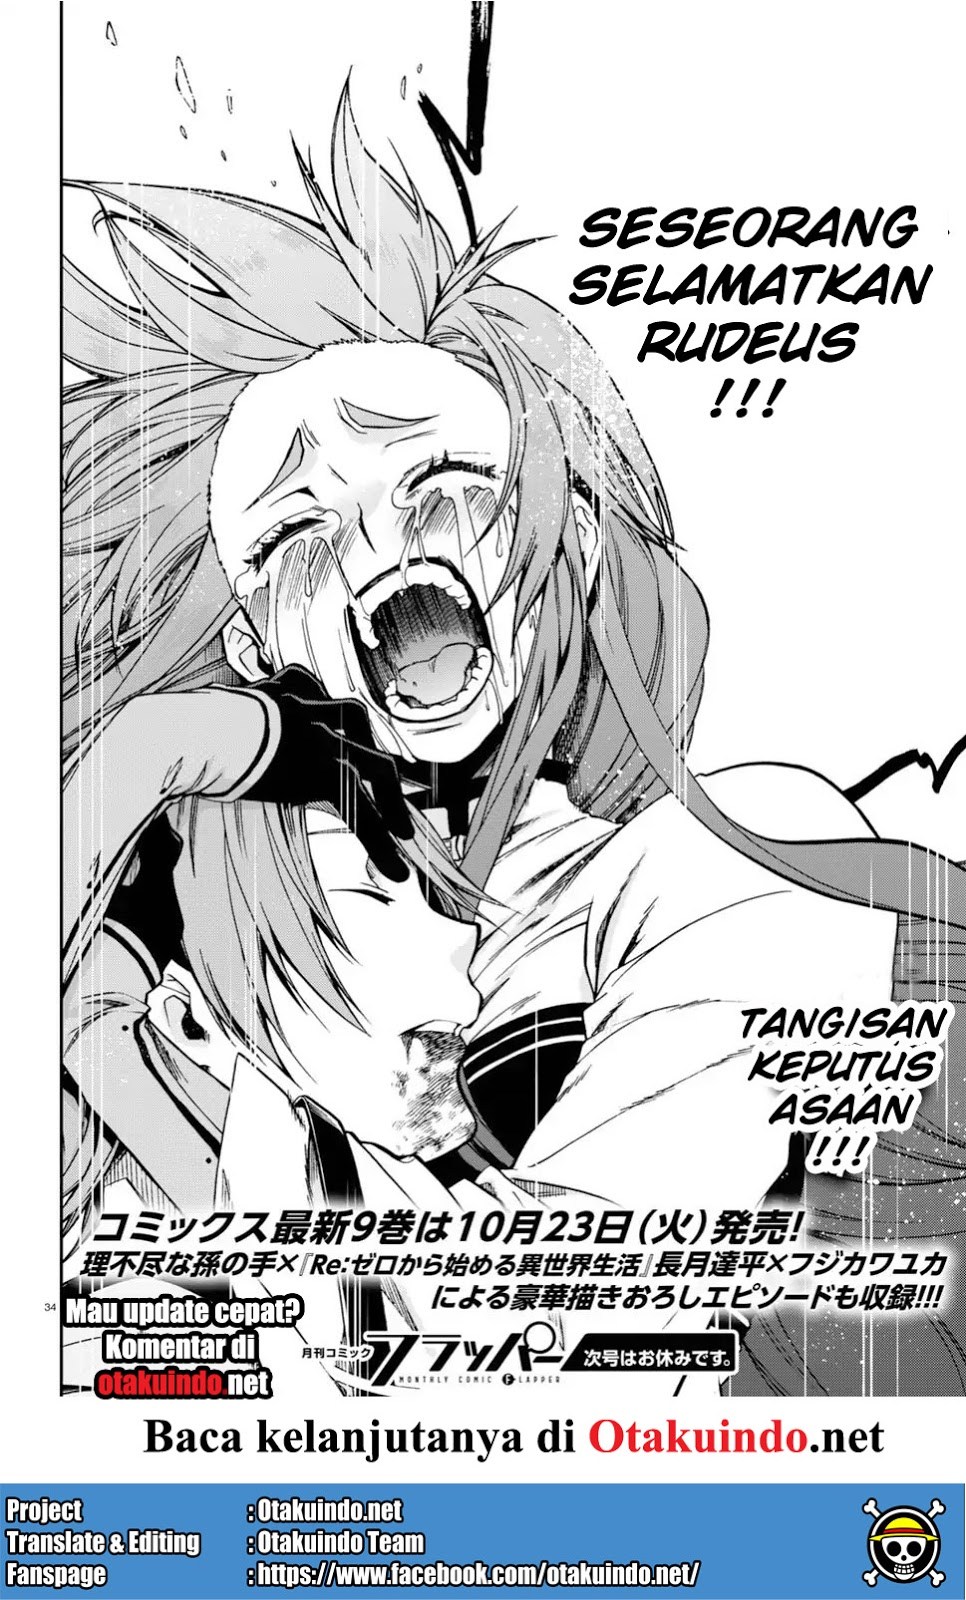 SESEORANG
SELAMATKAN
RUDEUS
!!!
TANGISAN
KEPUTUS
ASAAN
!!!
コミックス最新9巻は10月23日(火)発売!
理不尽な孫の手×『Re:ゼロから始める異世界生活』長月達平×フジカワユカ
による豪華描きおろしエピソードも収録!!!
34
Mau update cepat?
Komentar di
otakuindo.net
月刊コミック フラッパー 次号はお休みです。
MONTHLY COMIC FLAPPER
Baca kelanjutanya di Otakuindo.net
Project : Otakuindo.net
Translate & Editing : Otakuindo Team
Fanspage : https://www.facebook.com/otakuindo.net/